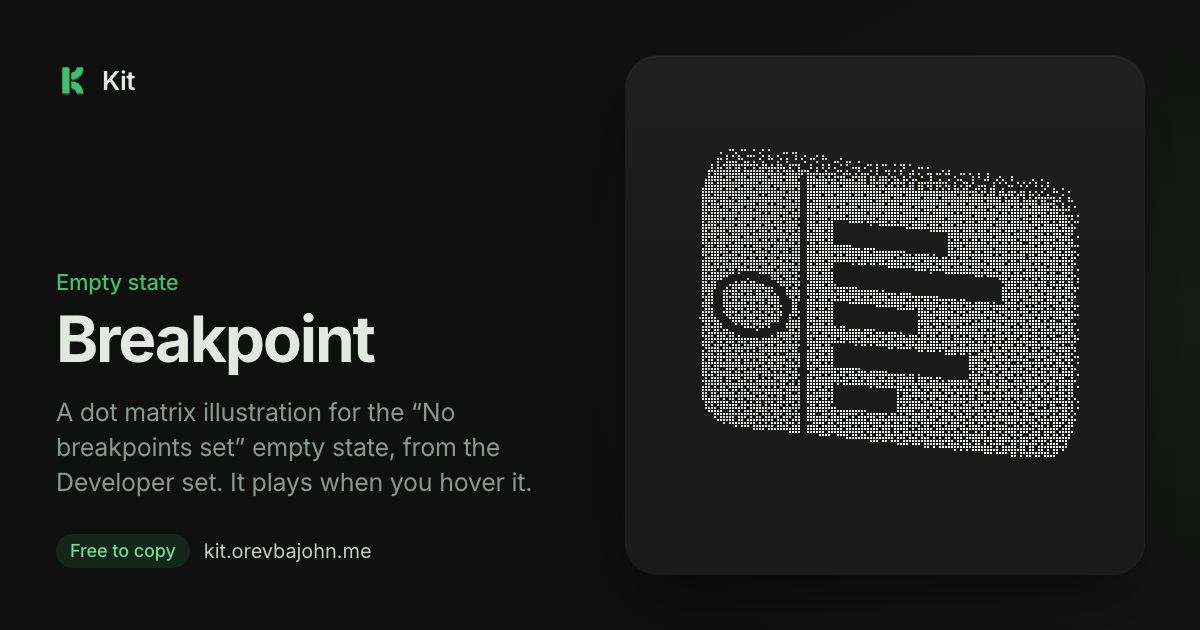 Kit
Empty state
Breakpoint
A dot matrix illustration for the “No
breakpoints set” empty state, from the
Developer set. It plays when you hover it.
Free to copy
kit.orevbajohn.me